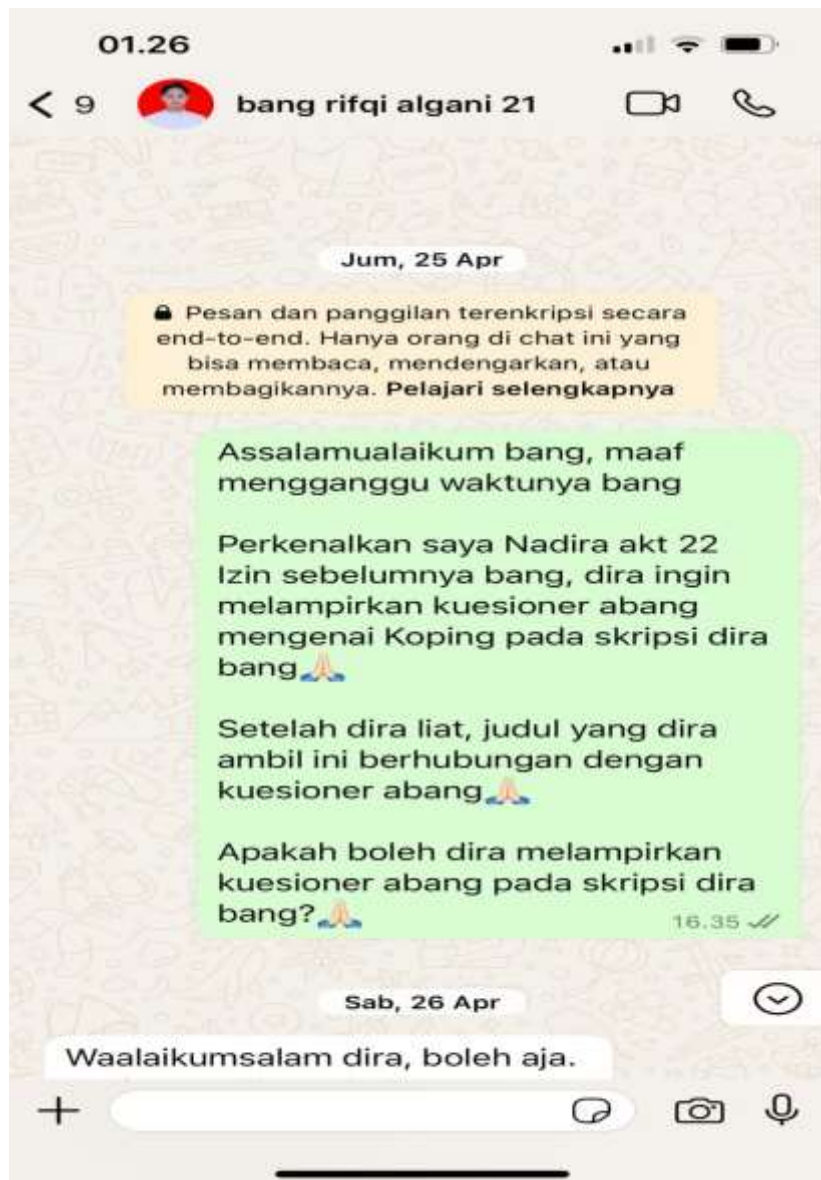 01.26
9 bang rifqi algani 21
Jum, 25 Apr
Pesan dan panggilan terenkripsi secara
end-to-end. Hanya orang di chat ini yang
bisa membaca, mendengarkan, atau
membagikannya. Pelajari selengkapnya
Assalamualaikum bang, maaf
mengganggu waktunya bang
Perkenalkan saya Nadira akt 22
Izin sebelumnya bang, dira ingin
melampirkan kuesioner abang
mengenai Koping pada skripsi dira
bang🙏🏻
Setelah dira liat, judul yang dira
ambil ini berhubungan dengan
kuesioner abang🙏🏻
Apakah boleh dira melampirkan
kuesioner abang pada skripsi dira
bang?🙏🏻
16.35
Sab, 26 Apr
Waalaikumsalam dira, boleh aja.